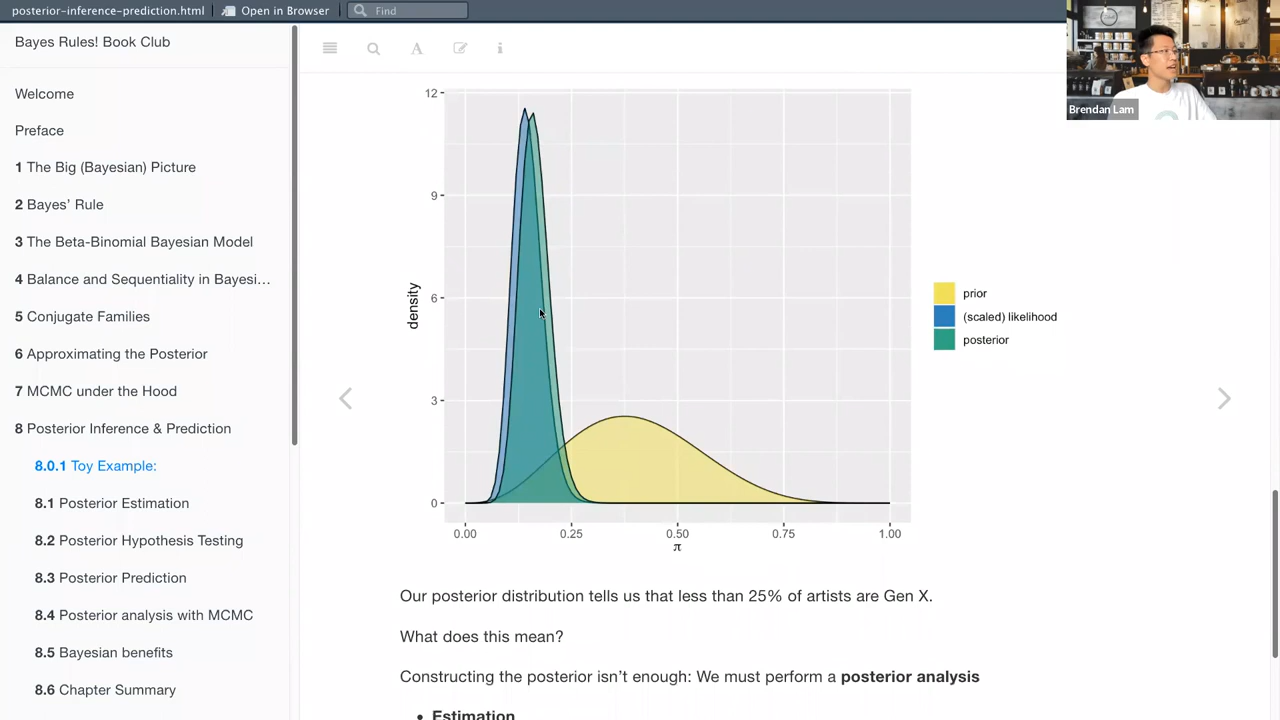 posterior-inference-prediction.html
Open in Browser
Find
Bayes Rules! Book Club
Welcome
Preface
1 The Big (Bayesian) Picture
2 Bayes’ Rule
3 The Beta-Binomial Bayesian Model
4 Balance and Sequentiality in Bayesi…
5 Conjugate Families
6 Approximating the Posterior
7 MCMC under the Hood
8 Posterior Inference & Prediction
8.0.1 Toy Example:
8.1 Posterior Estimation
8.2 Posterior Hypothesis Testing
8.3 Posterior Prediction
8.4 Posterior analysis with MCMC
8.5 Bayesian benefits
8.6 Chapter Summary
Brendan Lam
12
9
6
3
0
density
0.00 0.25 0.50 0.75 1.00
π
prior
(scaled) likelihood
posterior
Our posterior distribution tells us that less than 25% of artists are Gen X.
What does this mean?
Constructing the posterior isn’t enough: We must perform a posterior analysis
• Estimation